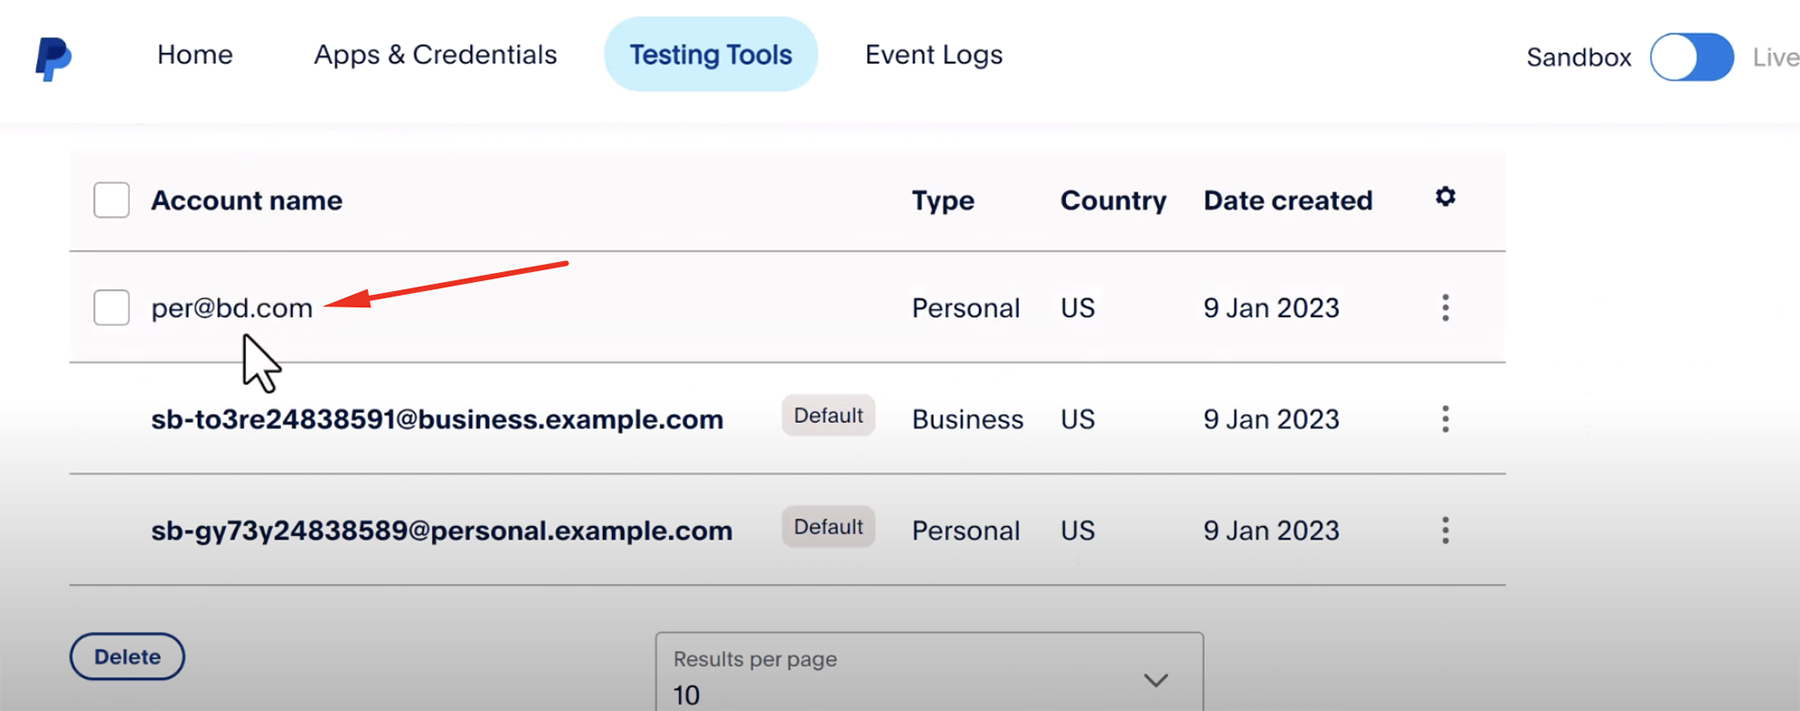 Home Apps & Credentials Testing Tools Event Logs Sandbox Live
Account name Type Country Date created
per@bd.com Personal US 9 Jan 2023
sb-to3re24838591@business.example.com Default Business US 9 Jan 2023
sb-gy73y24838589@personal.example.com Default Personal US 9 Jan 2023
Delete
Results per page
10